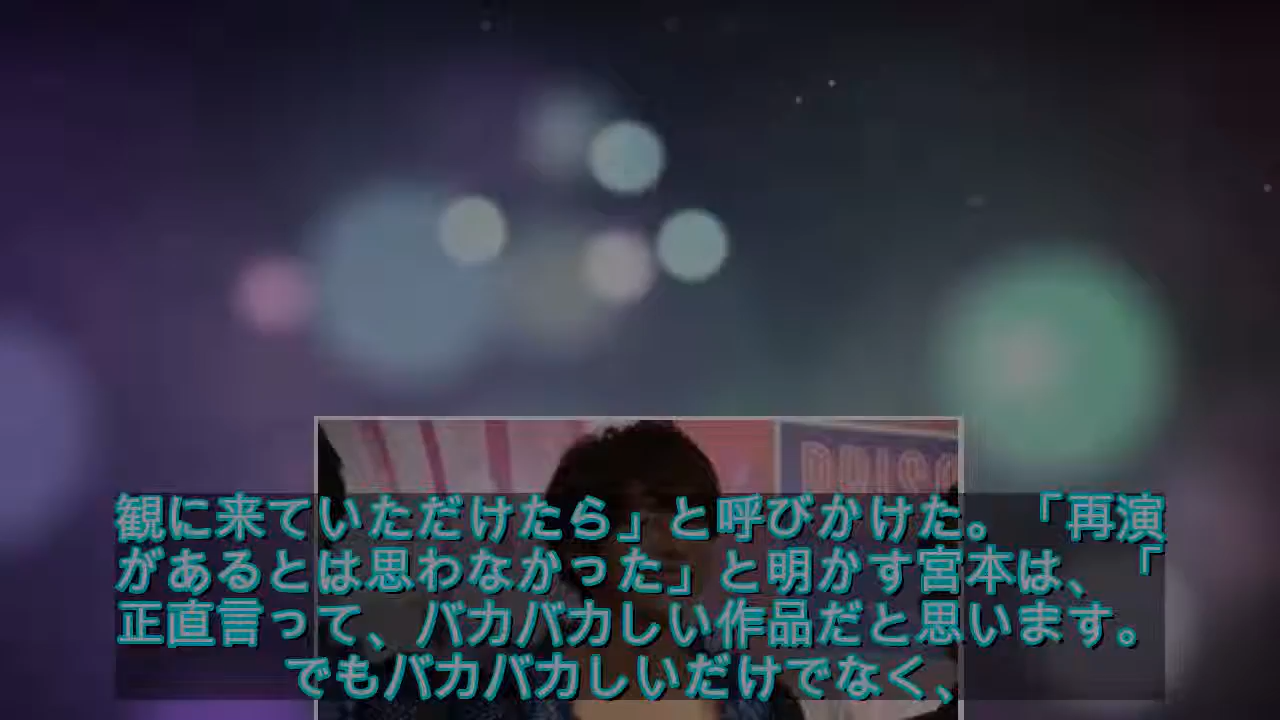 観に来ていただけたら」と呼びかけた。「再演
があるとは思わなかった」と明かす宮本は、「
正直言って、バカバカしい作品だと思います。
でもバカバカしいだけでなく、